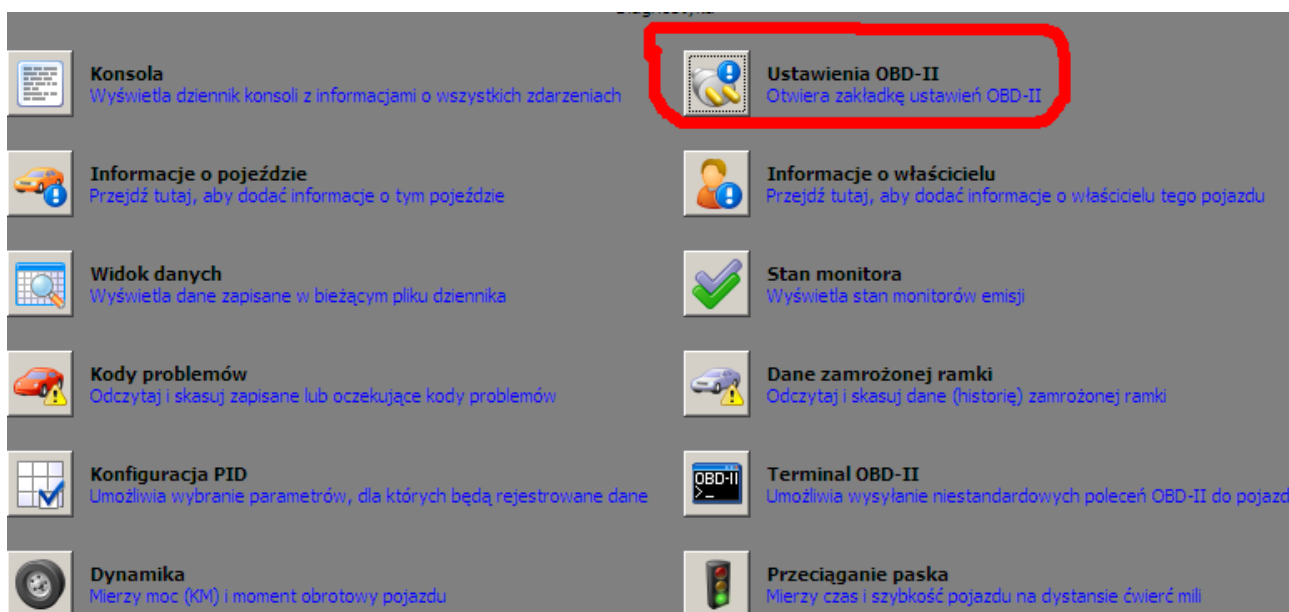 Konsola
Wyświetla dziennik konsoli z informacjami o wszystkich zdarzeniach
Ustawienia OBD-II
Otwiera zakładkę ustawień OBD-II
Informacje o pojeździe
Przejdź tutaj, aby dodać informacje o tym pojeździe
Informacje o właścicielu
Przejdź tutaj, aby dodać informacje o właścicielu tego pojazdu
Widok danych
Wyświetla dane zapisane w bieżącym pliku dziennika
Stan monitora
Wyświetla stan monitorów emisji
Kody problemów
Odczytaj i skasuj zapisane lub oczekujące kody problemów
Dane zamrożonej ramki
Odczytaj i skasuj dane (historię) zamrożonej ramki
Konfiguracja PID
Umożliwia wybranie parametrów, dla których będą rejestrowane dane
OBD-II
>_
Terminal OBD-II
Umożliwia wysyłanie niestandardowych poleceń OBD-II do pojazd
Dynamika
Mierzy moc (KM) i moment obrotowy pojazdu
Przeciąganie paska
Mierzy czas i szybkość pojazdu na dystansie ćwierć mili